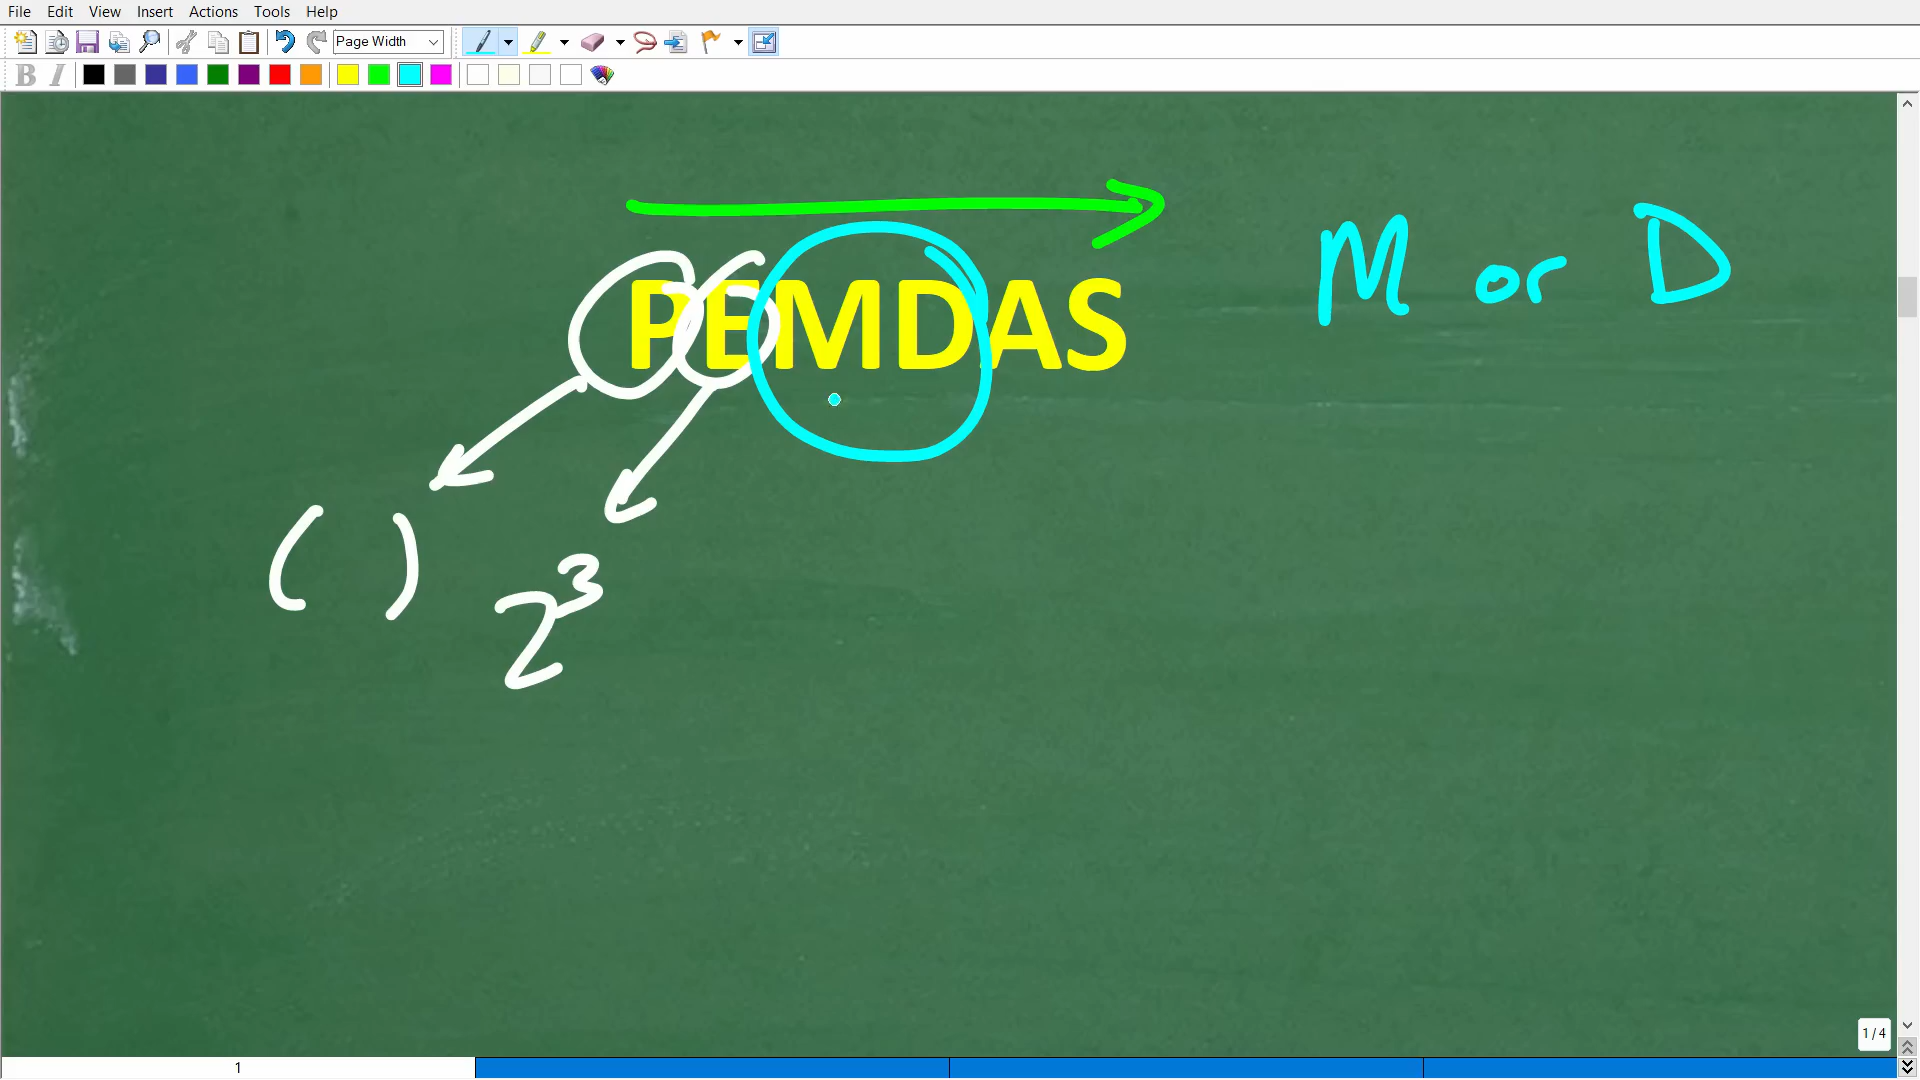 File Edit View Insert Actions Tools Help
Page Width
B I
PEMDAS
M or D
( )
2³
1 / 4
1